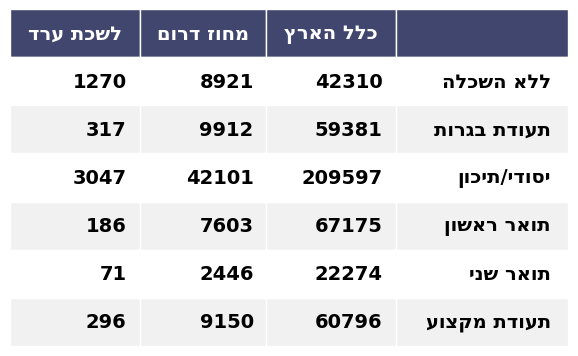 כלל הארץ מחוז דרום לשכת ערד
ללא השכלה 42310 8921 1270
תעודת בגרות 59381 9912 317
יסודי/תיכון 209597 42101 3047
תואר ראשון 67175 7603 186
תואר שני 22274 2446 71
תעודת מקצוע 60796 9150 296